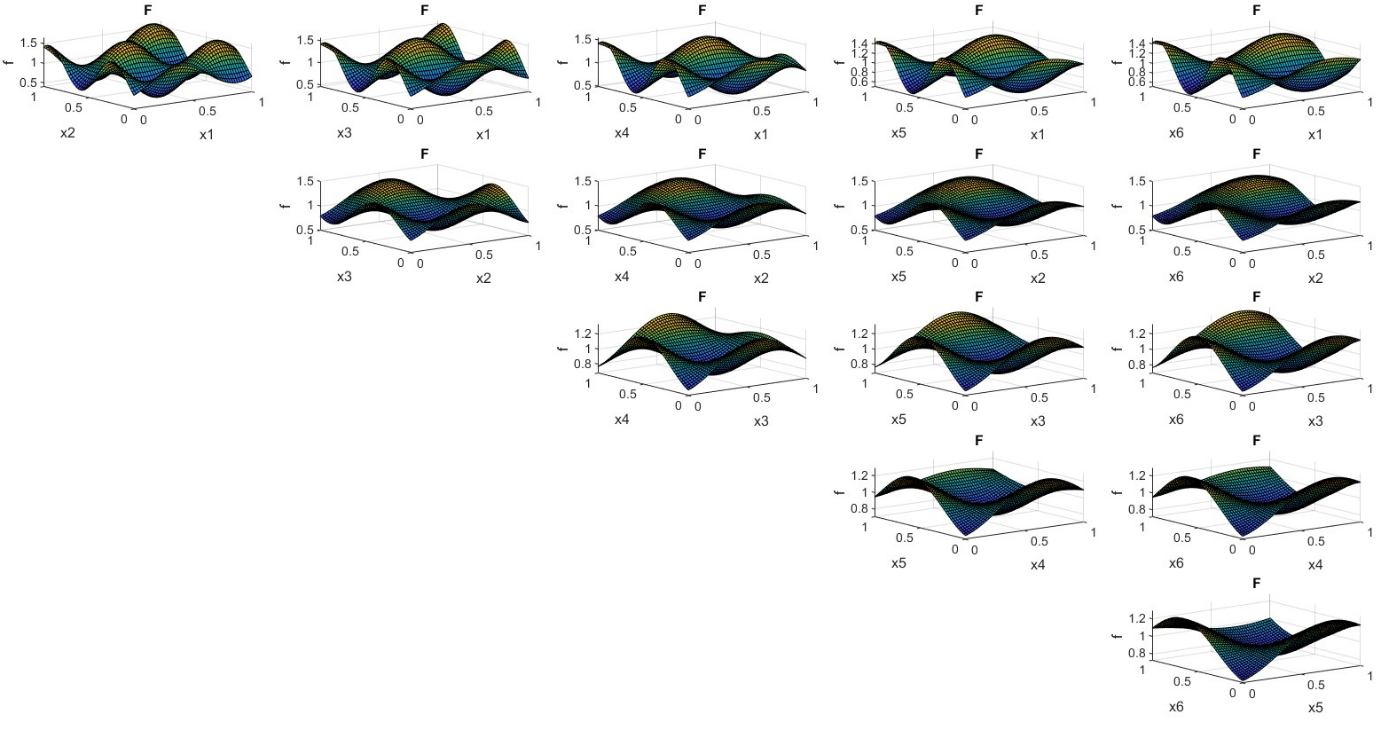 F F F F F
f 1.5 1 0.5 1 0.5 0 x2 0 0.5 1 x1
f 1.5 1 0.5 1 0.5 0 x3 0 0.5 1 x1
f 1.5 1 0.5 1 0.5 0 x4 0 0.5 1 x1
f 1.4 1.2 1 0.8 0.6 1 0.5 0 x5 0 0.5 1 x1
f 1.4 1.2 1 0.8 0.6 1 0.5 0 x6 0 0.5 1 x1
F F F F
f 1.5 1 0.5 1 0.5 0 x3 0 0.5 1 x2
f 1.5 1 0.5 1 0.5 0 x4 0 0.5 1 x2
f 1.5 1 0.5 1 0.5 0 x5 0 0.5 1 x2
f 1.5 1 0.5 1 0.5 0 x6 0 0.5 1 x2
F F F
f 1.2 1 0.8 1 0.5 0 x4 0 0.5 1 x3
f 1.2 1 0.8 1 0.5 0 x5 0 0.5 1 x3
f 1.2 1 0.8 1 0.5 0 x6 0 0.5 1 x3
F F
f 1.2 1 0.8 1 0.5 0 x5 0 0.5 1 x4
f 1.2 1 0.8 1 0.5 0 x6 0 0.5 1 x4
F
f 1.2 1 0.8 1 0.5 0 x6 0 0.5 1 x5